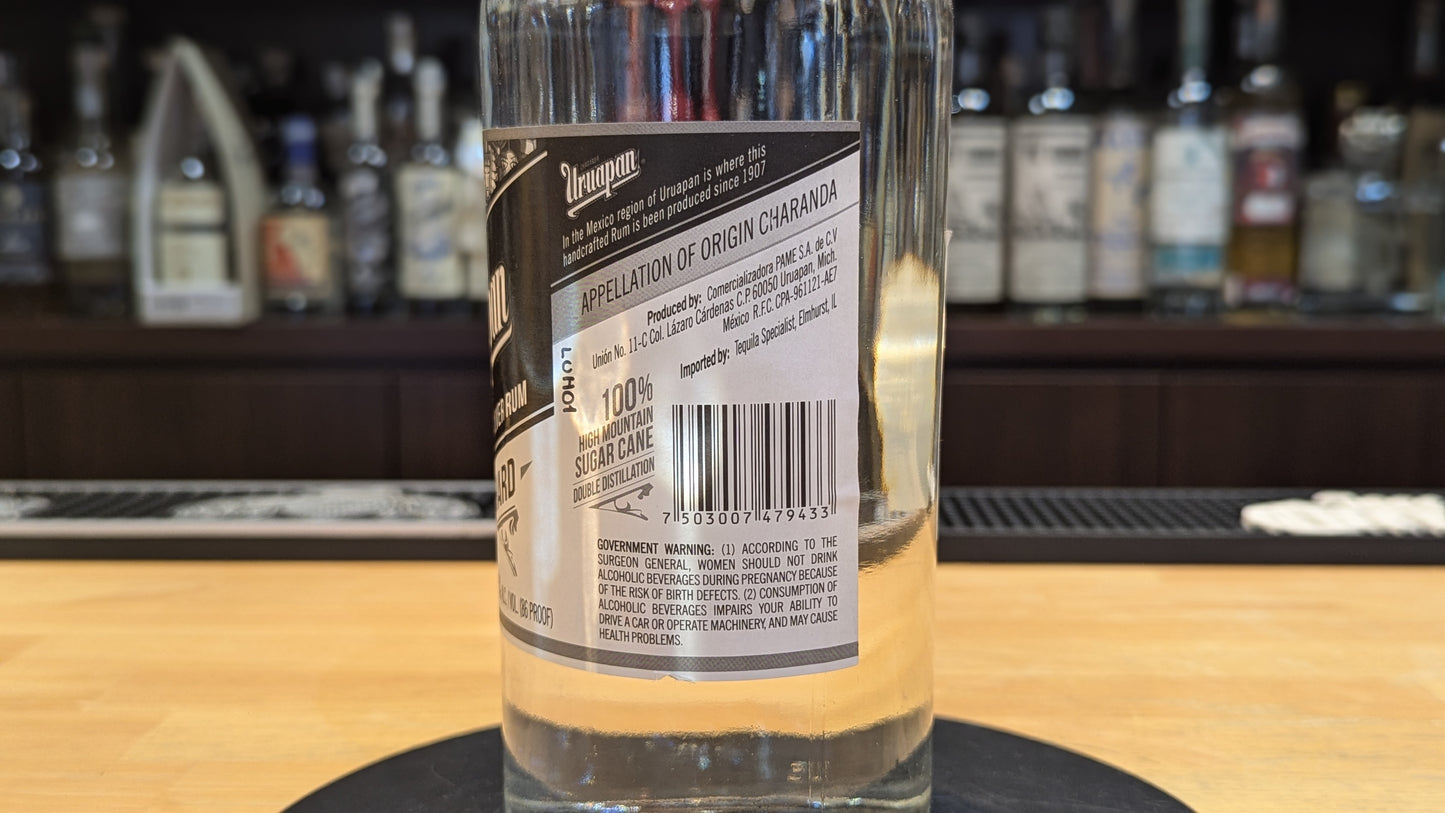 Uruapan
In the Mexico region of Uruapan is where this
handcrafted Rum is been produced since 1907
APPELLATION OF ORIGIN CHARANDA
Produced by: Comercializadora PAME S.A. de C.V
Unión No. 11-C Col. Lázaro Cárdenas C.P. 60050 Uruapan, Mich.
México R.F.C. CPA-961121-AE7
Imported by: Tequila Specialist, Elmhurst, IL
100%
HIGH MOUNTAIN
SUGAR CANE
DOUBLE DISTILLATION
7 503007 479433
GOVERNMENT WARNING: (1) ACCORDING TO THE
SURGEON GENERAL, WOMEN SHOULD NOT DRINK
ALCOHOLIC BEVERAGES DURING PREGNANCY BECAUSE
OF THE RISK OF BIRTH DEFECTS. (2) CONSUMPTION OF
ALCOHOLIC BEVERAGES IMPAIRS YOUR ABILITY TO
DRIVE A CAR OR OPERATE MACHINERY, AND MAY CAUSE
HEALTH PROBLEMS.
RUM
VOL. (86 PROOF)